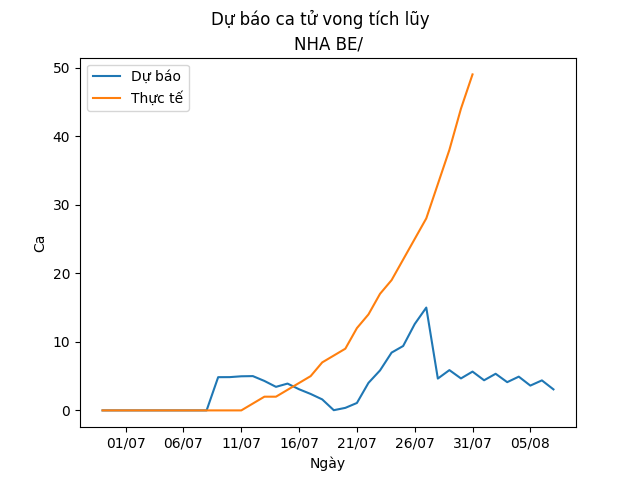 Dự báo ca tử vong tích lũy
NHA BE/
Dự báo
Thực tế
50
40
30
20
10
0
Ca
01/07 06/07 11/07 16/07 21/07 26/07 31/07 05/08
Ngày